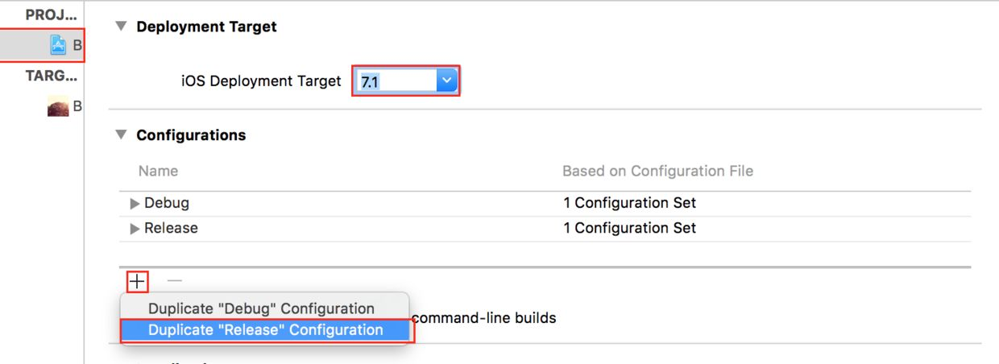 PROJ...
B
TARG...
B
Deployment Target
iOS Deployment Target 7.1
Configurations
Name Based on Configuration File
Debug 1 Configuration Set
Release 1 Configuration Set
Duplicate "Debug" Configuration
Duplicate "Release" Configuration
command-line builds